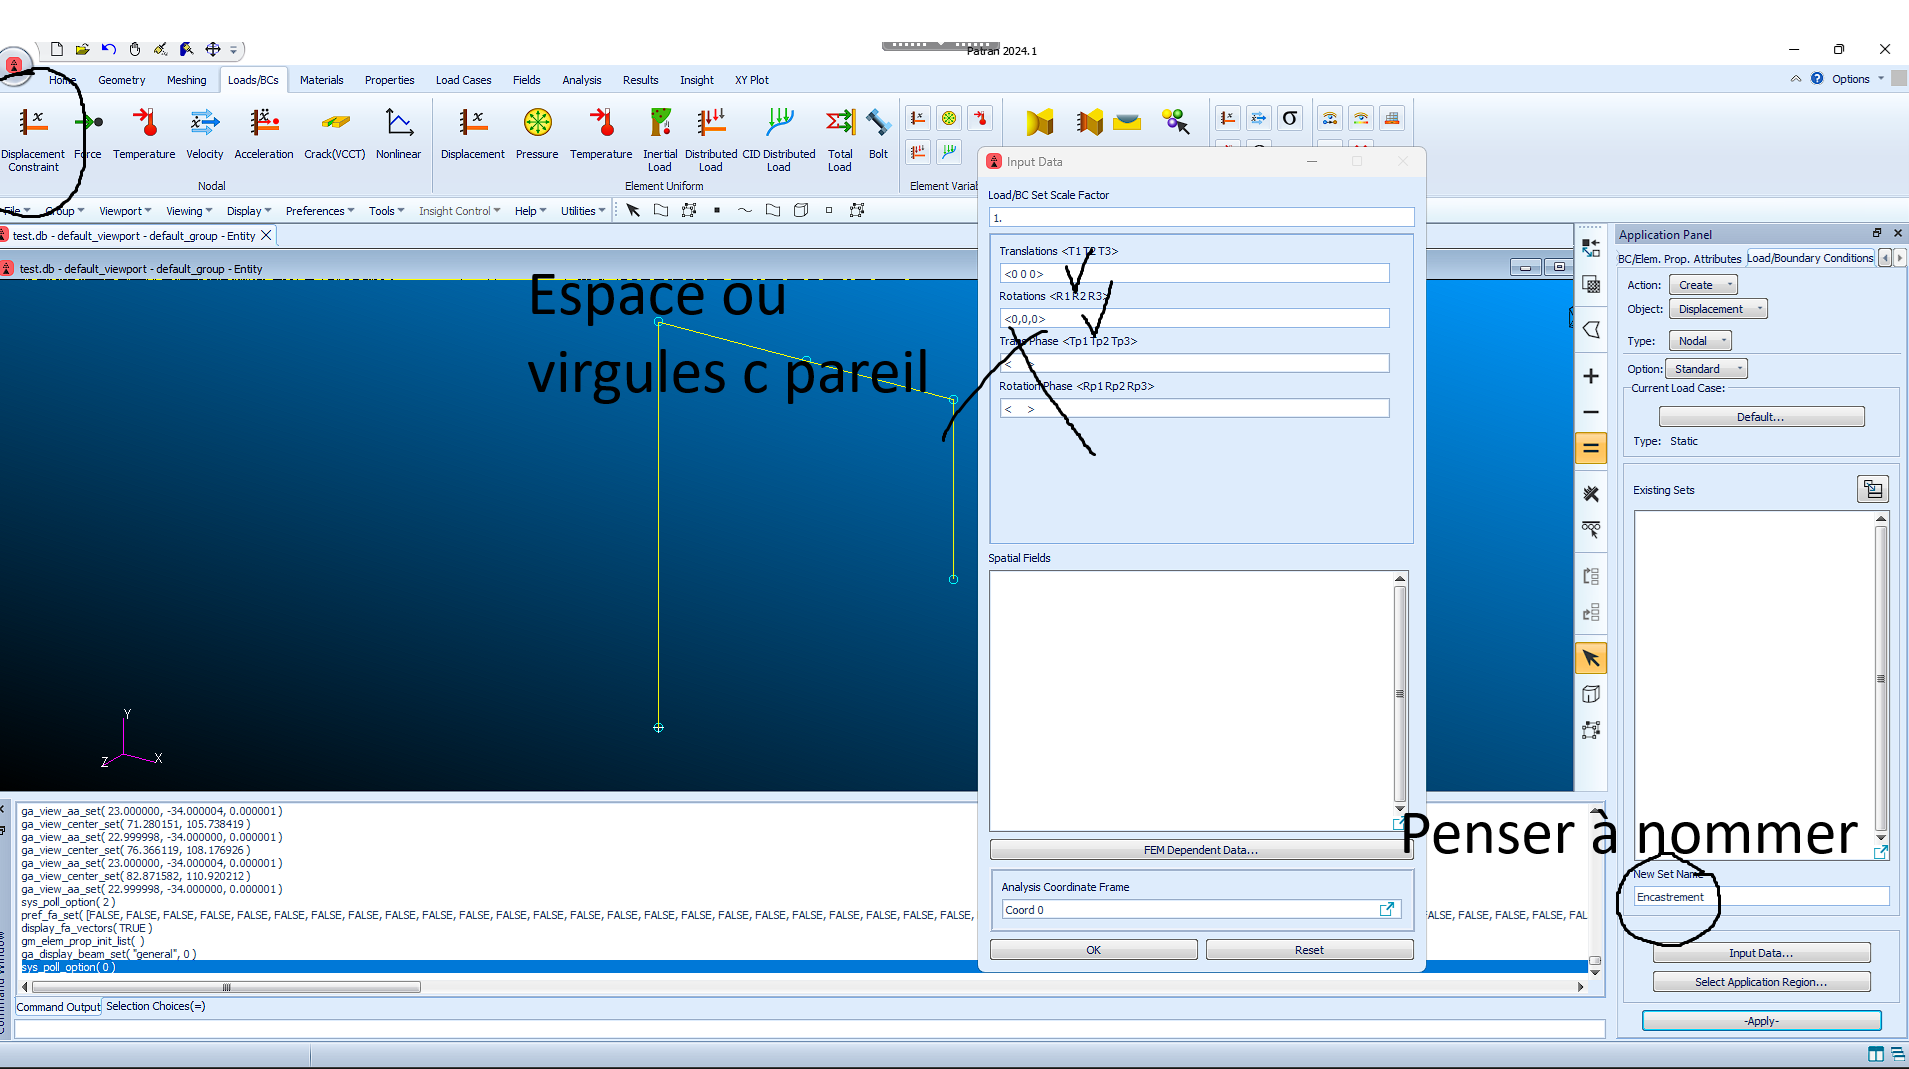 Patran 2024.1
Home Geometry Meshing Loads/BCs Materials Properties Load Cases Fields Analysis Results Insight XY Plot
Options
Displacement Constraint
Force
Temperature
Velocity
Acceleration
Crack(VCCT)
Nonlinear
Nodal
Displacement
Pressure
Temperature
Inertial Load
Distributed Load
CID Distributed Load
Total Load
Bolt
Element Uniform
Element Variab
File Group Viewport Viewing Display Preferences Tools Insight Control Help Utilities
test.db - default_viewport - default_group - Entity
test.db - default_viewport - default_group - Entity
Espace ou
virgules c pareil
Y
Z
X
Input Data
Load/BC Set Scale Factor
1.
Translations <T1 T2 T3>
<0 0 0>
Rotations <R1 R2 R3>
<0,0,0>
Trans Phase <Tp1 Tp2 Tp3>
< >
Rotation Phase <Rp1 Rp2 Rp3>
< >
Spatial Fields
FEM Dependent Data...
Analysis Coordinate Frame
Coord 0
OK
Reset
Application Panel
BC/Elem. Prop. Attributes
Load/Boundary Conditions
Action: Create
Object: Displacement
Type: Nodal
Option: Standard
Current Load Case:
Default...
Type: Static
Existing Sets
Penser à nommer
New Set Name
Encastrement
Input Data...
Select Application Region...
-Apply-
ga_view_aa_set( 23.000000, -34.000004, 0.000001 )
ga_view_center_set( 71.280151, 105.738419 )
ga_view_aa_set( 22.999998, -34.000000, 0.000001 )
ga_view_center_set( 76.366119, 108.176926 )
ga_view_aa_set( 23.000000, -34.000004, 0.000001 )
ga_view_center_set( 82.871582, 110.920212 )
ga_view_aa_set( 22.999998, -34.000000, 0.000001 )
sys_poll_option( 2 )
pref_fa_set( [FALSE, FALSE, FALSE, FALSE, FALSE, FALSE, FALSE, FALSE, FALSE, FALSE, FALSE, FALSE, FALSE, FALSE, FALSE, FALSE, FALSE, FALSE, FALSE, FALSE, FALSE, FALSE, FALSE, FALSE, ALSE, FALSE, FALSE, FALSE, FAL
display_fa_vectors( TRUE )
gm_elem_prop_init_list( )
ga_display_beam_set( "general", 0 )
sys_poll_option( 0 )
Command Output
Selection Choices(=)